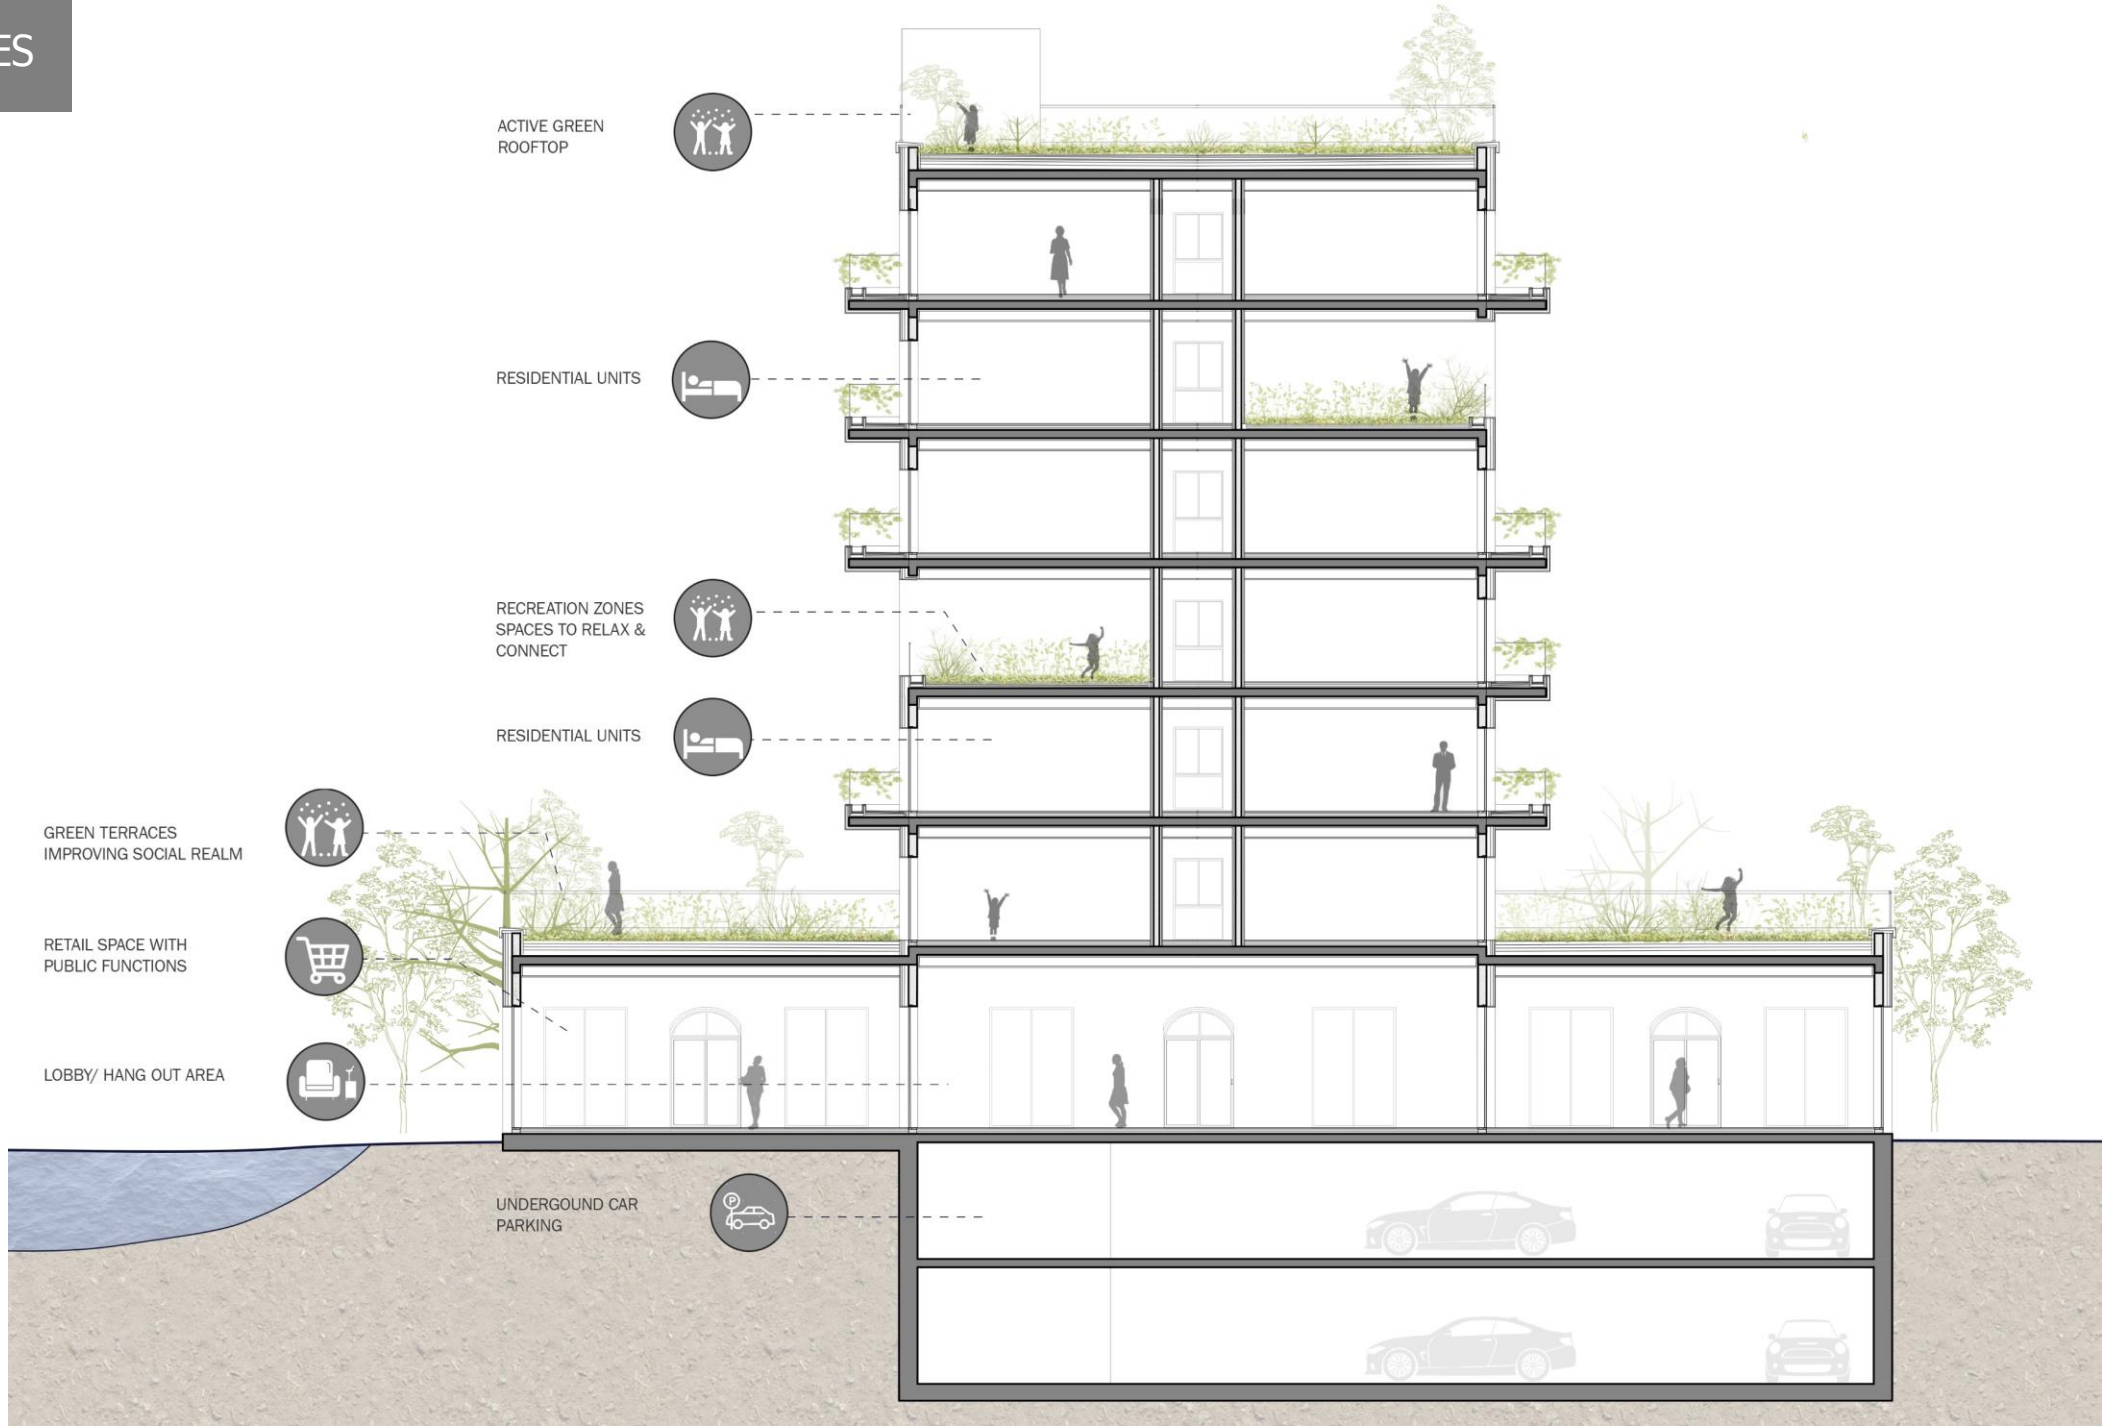 ES
ACTIVE GREEN
ROOFTOP
RESIDENTIAL UNITS
RECREATION ZONES
SPACES TO RELAX &
CONNECT
RESIDENTIAL UNITS
GREEN TERRACES
IMPROVING SOCIAL REALM
RETAIL SPACE WITH
PUBLIC FUNCTIONS
LOBBY/ HANG OUT AREA
UNDERGOUND CAR
PARKING
P